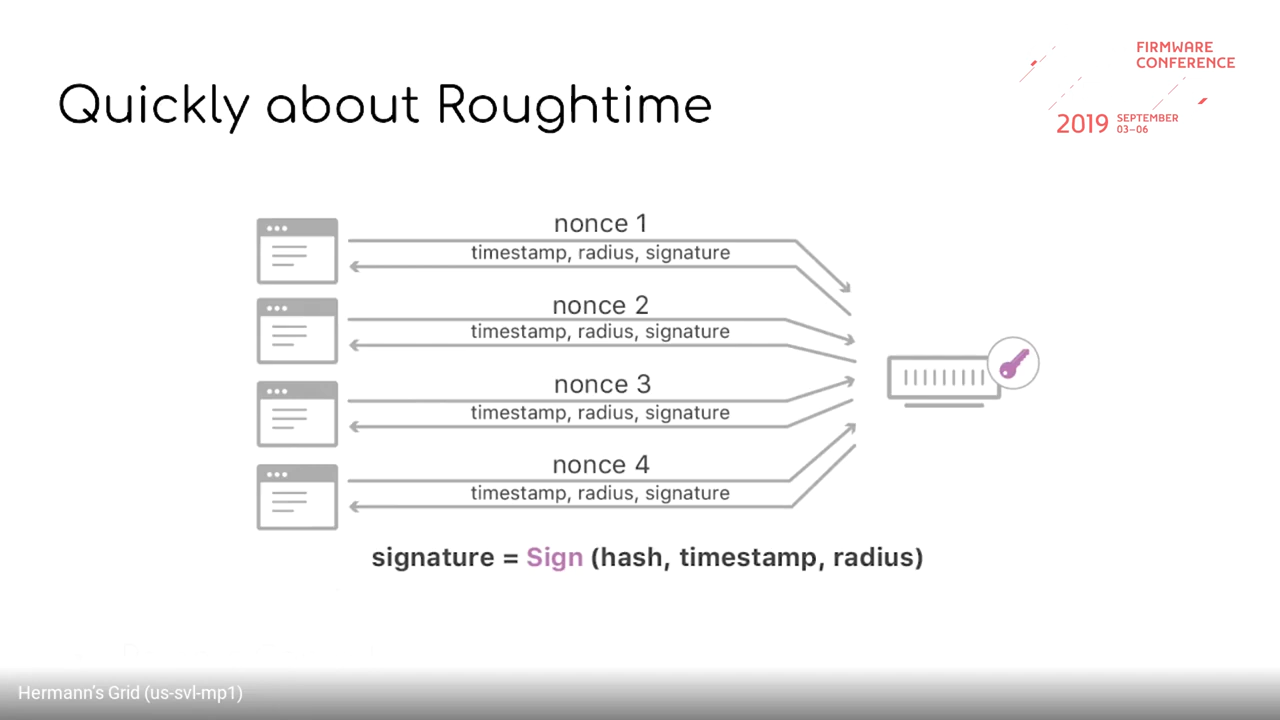 FIRMWARE
CONFERENCE
2019 SEPTEMBER
03–06
Quickly about Roughtime
nonce 1
timestamp, radius, signature
nonce 2
timestamp, radius, signature
nonce 3
timestamp, radius, signature
nonce 4
timestamp, radius, signature
signature = Sign (hash, timestamp, radius)
Hermann's Grid (us-svl-mp1)